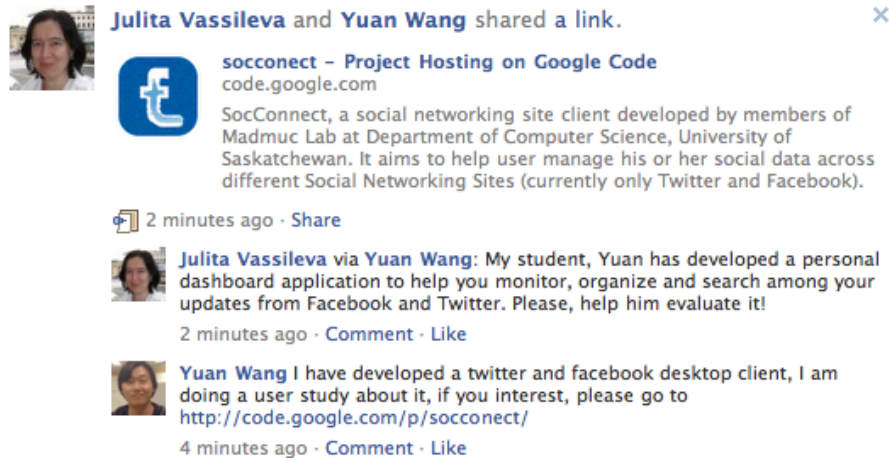 Julita Vassileva and Yuan Wang shared a link.
socconect – Project Hosting on Google Code
code.google.com
SocConnect, a social networking site client developed by members of
Madmuc Lab at Department of Computer Science, University of
Saskatchewan. It aims to help user manage his or her social data across
different Social Networking Sites (currently only Twitter and Facebook).
2 minutes ago · Share
Julita Vassileva via Yuan Wang: My student, Yuan has developed a personal
dashboard application to help you monitor, organize and search among your
updates from Facebook and Twitter. Please, help him evaluate it!
2 minutes ago · Comment · Like
Yuan Wang I have developed a twitter and facebook desktop client, I am
doing a user study about it, if you interest, please go to
http://code.google.com/p/socconect/
4 minutes ago · Comment · Like